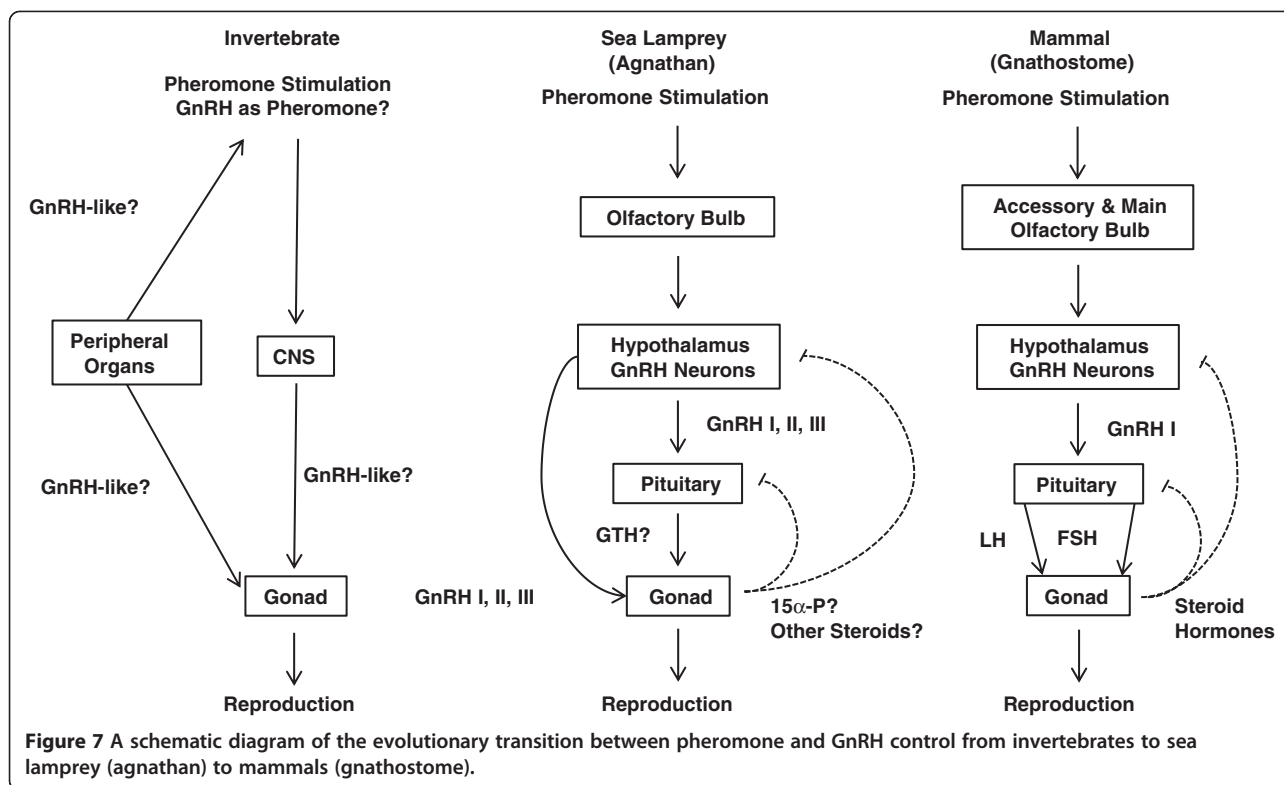 Invertebrate
Pheromone Stimulation
GnRH as Pheromone?
GnRH-like?
Peripheral
Organs
CNS
GnRH-like?
GnRH-like?
Gonad
Reproduction
Sea Lamprey
(Agnathan)
Pheromone Stimulation
Olfactory Bulb
Hypothalamus
GnRH Neurons
GnRH I, II, III
Pituitary
GTH?
GnRH I, II, III
Gonad
15α-P?
Other Steroids?
Reproduction
Mammal
(Gnathostome)
Pheromone Stimulation
Accessory & Main
Olfactory Bulb
Hypothalamus
GnRH Neurons
GnRH I
Pituitary
LH
FSH
Gonad
Steroid
Hormones
Reproduction
Figure 7 A schematic diagram of the evolutionary transition between pheromone and GnRH control from invertebrates to sea
lamprey (agnathan) to mammals (gnathostome).